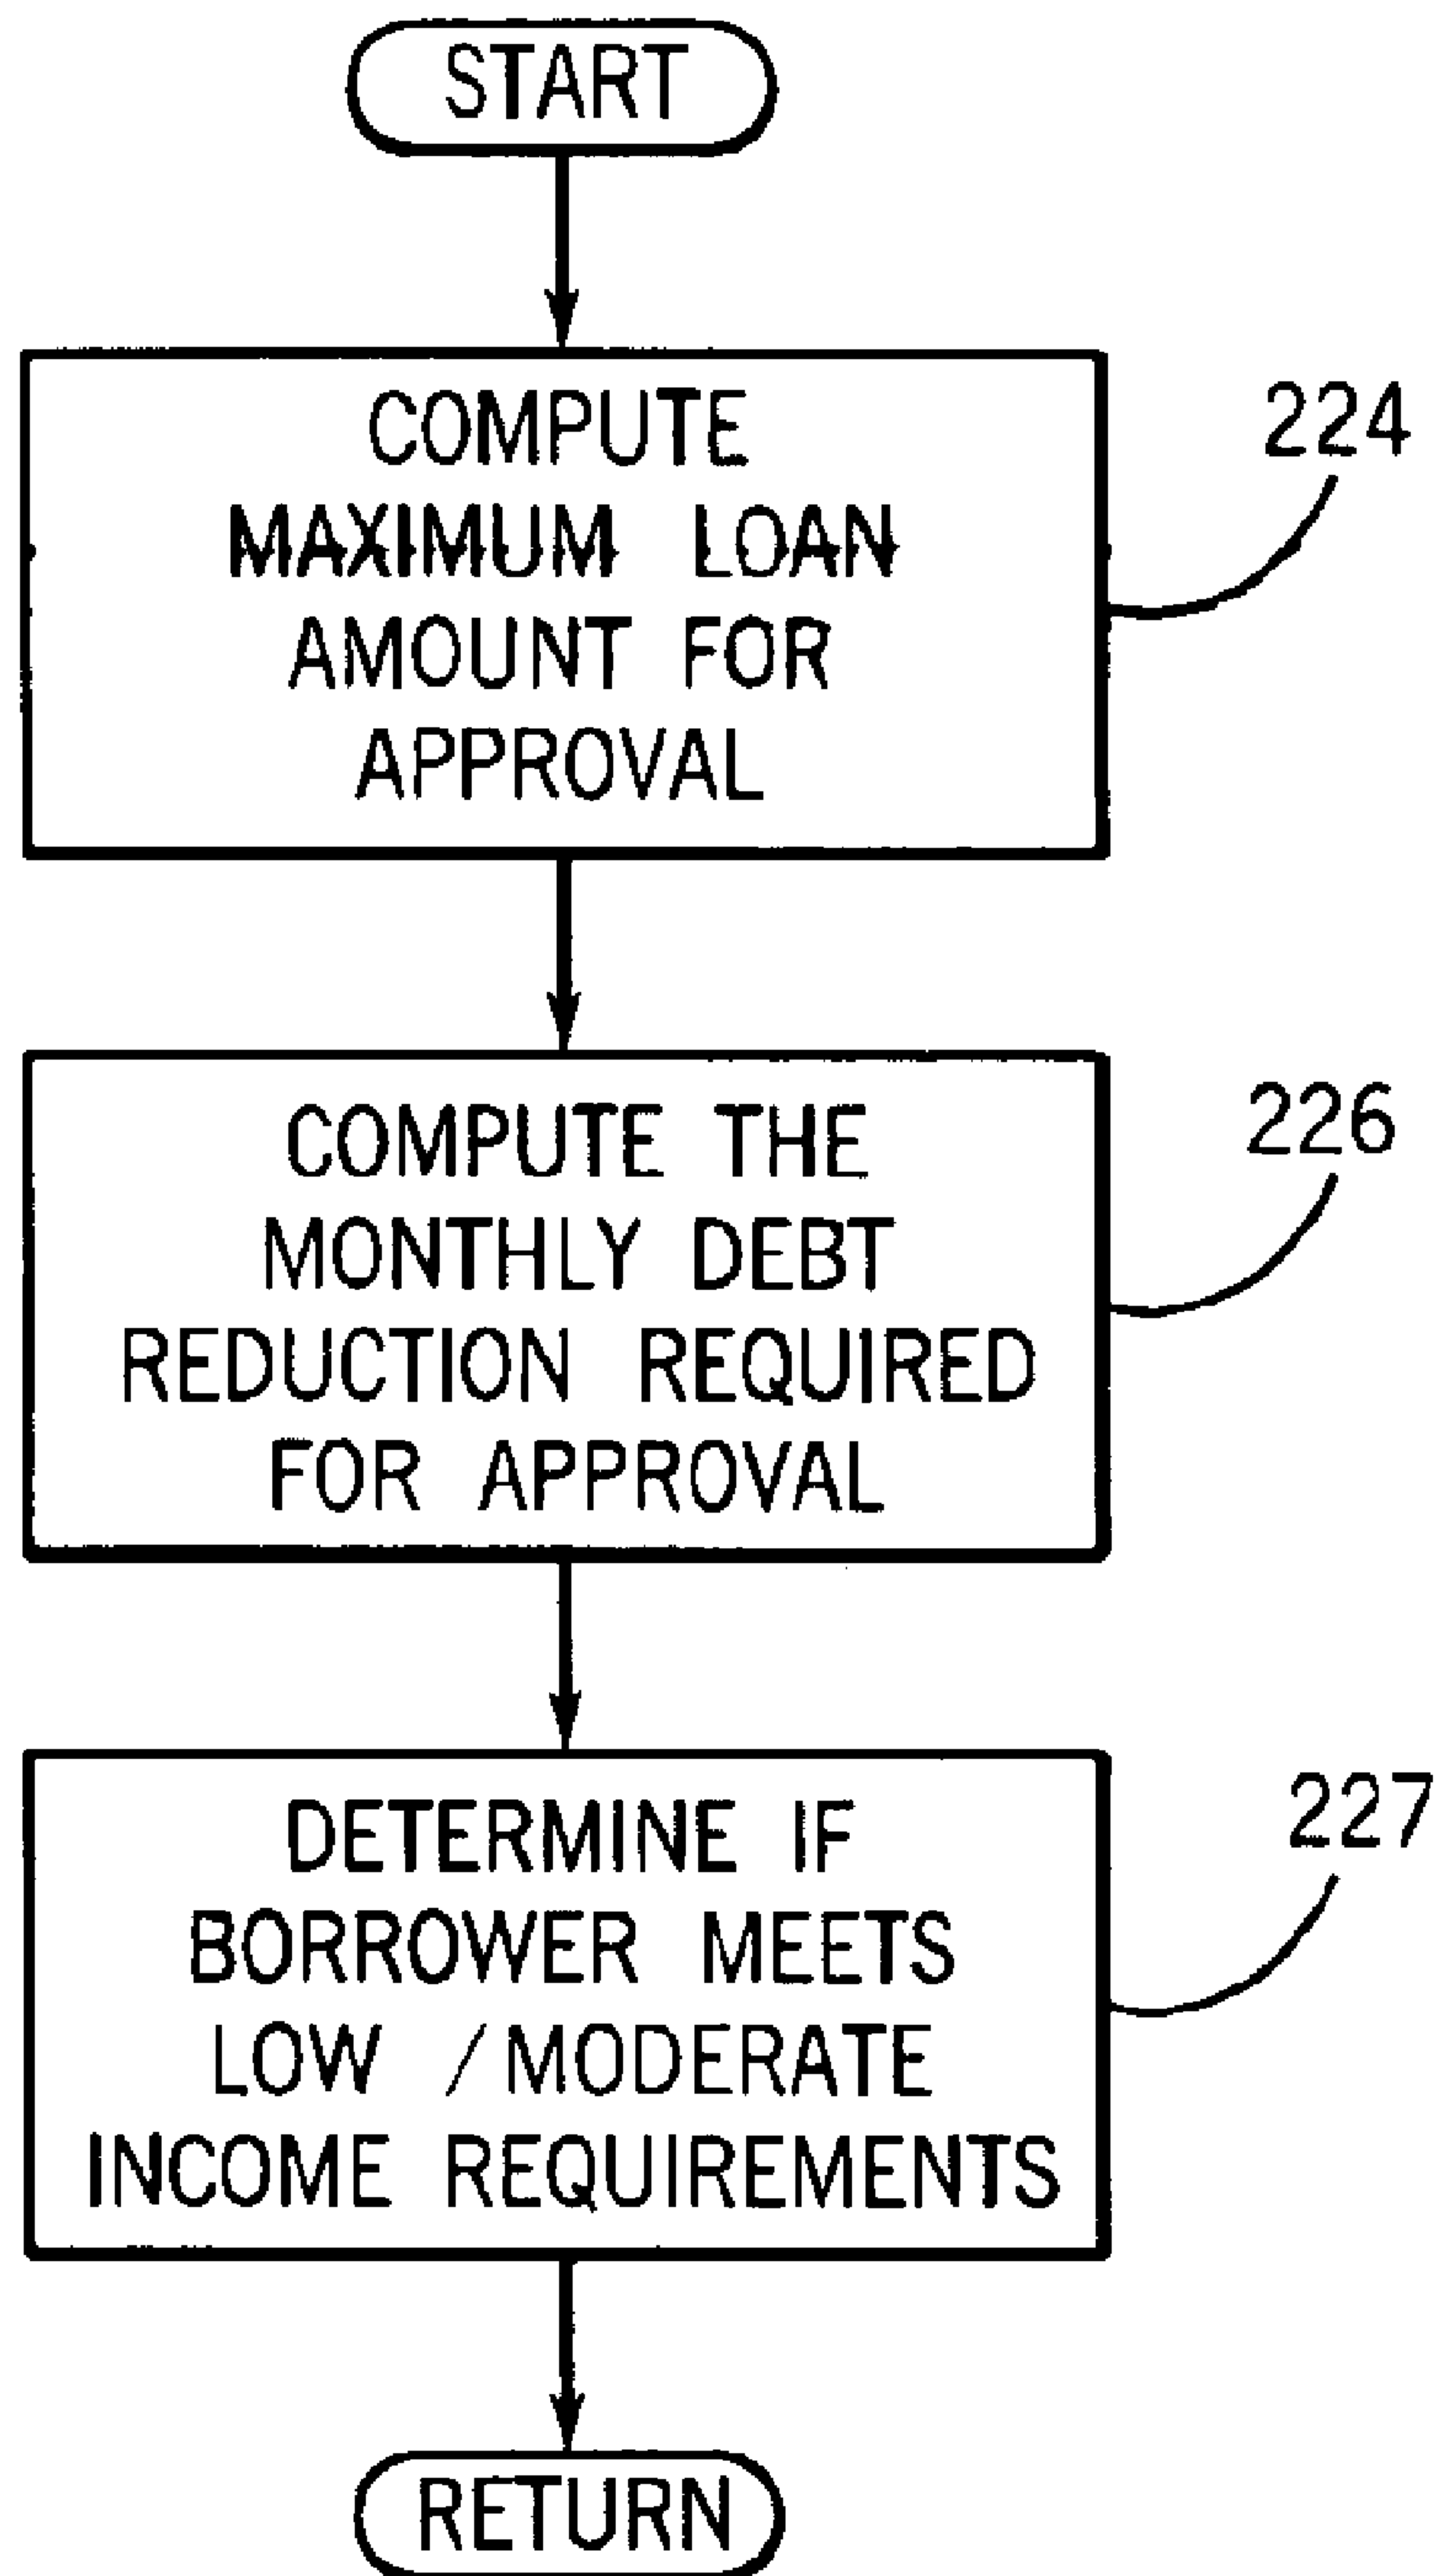 START
COMPUTE
MAXIMUM LOAN
AMOUNT FOR
APPROVAL
224
COMPUTE THE
MONTHLY DEBT
REDUCTION REQUIRED
FOR APPROVAL
226
DETERMINE IF
BORROWER MEETS
LOW / MODERATE
INCOME REQUIREMENTS
227
RETURN